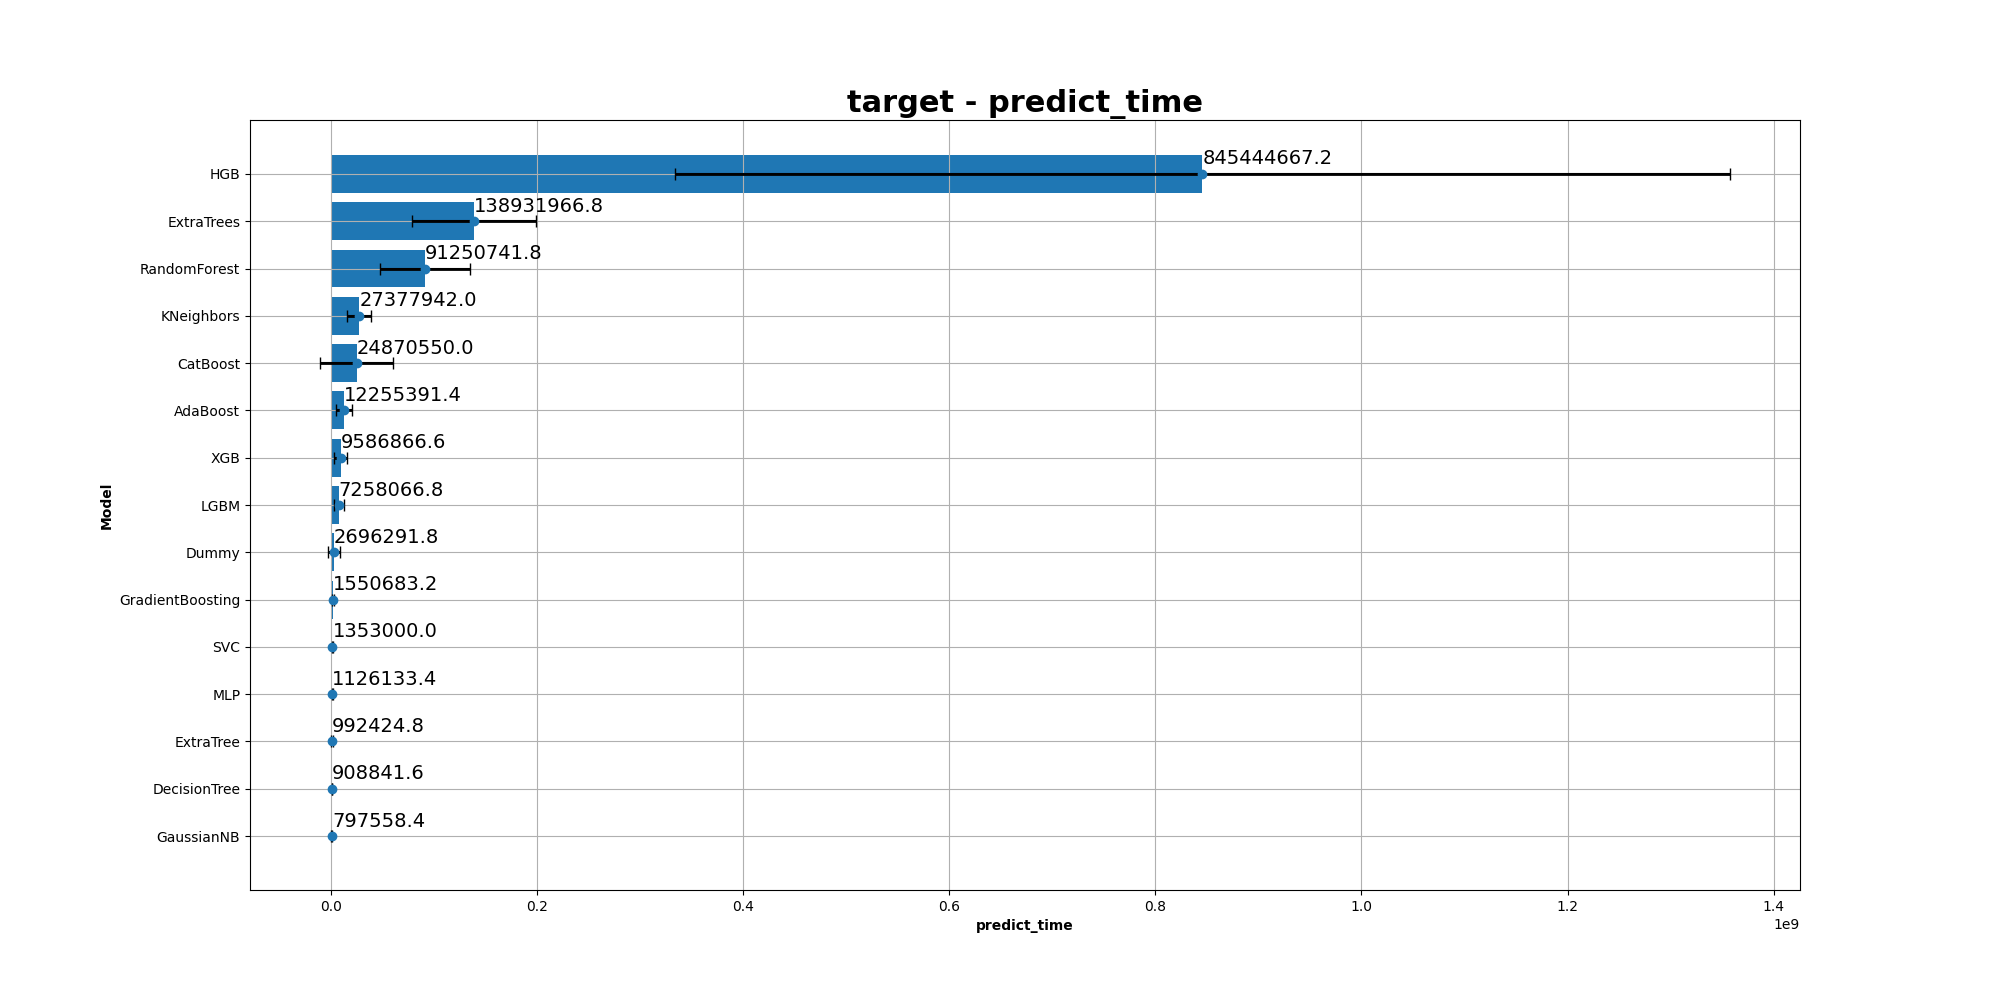 target - predict_time
Model
HGB 845444667.2
ExtraTrees 138931966.8
RandomForest 91250741.8
KNeighbors 27377942.0
CatBoost 24870550.0
AdaBoost 12255391.4
XGB 9586866.6
LGBM 7258066.8
Dummy 2696291.8
GradientBoosting 1550683.2
SVC 1353000.0
MLP 1126133.4
ExtraTree 992424.8
DecisionTree 908841.6
GaussianNB 797558.4
0.0 0.2 0.4 0.6 0.8 1.0 1.2 1.4
1e9
predict_time